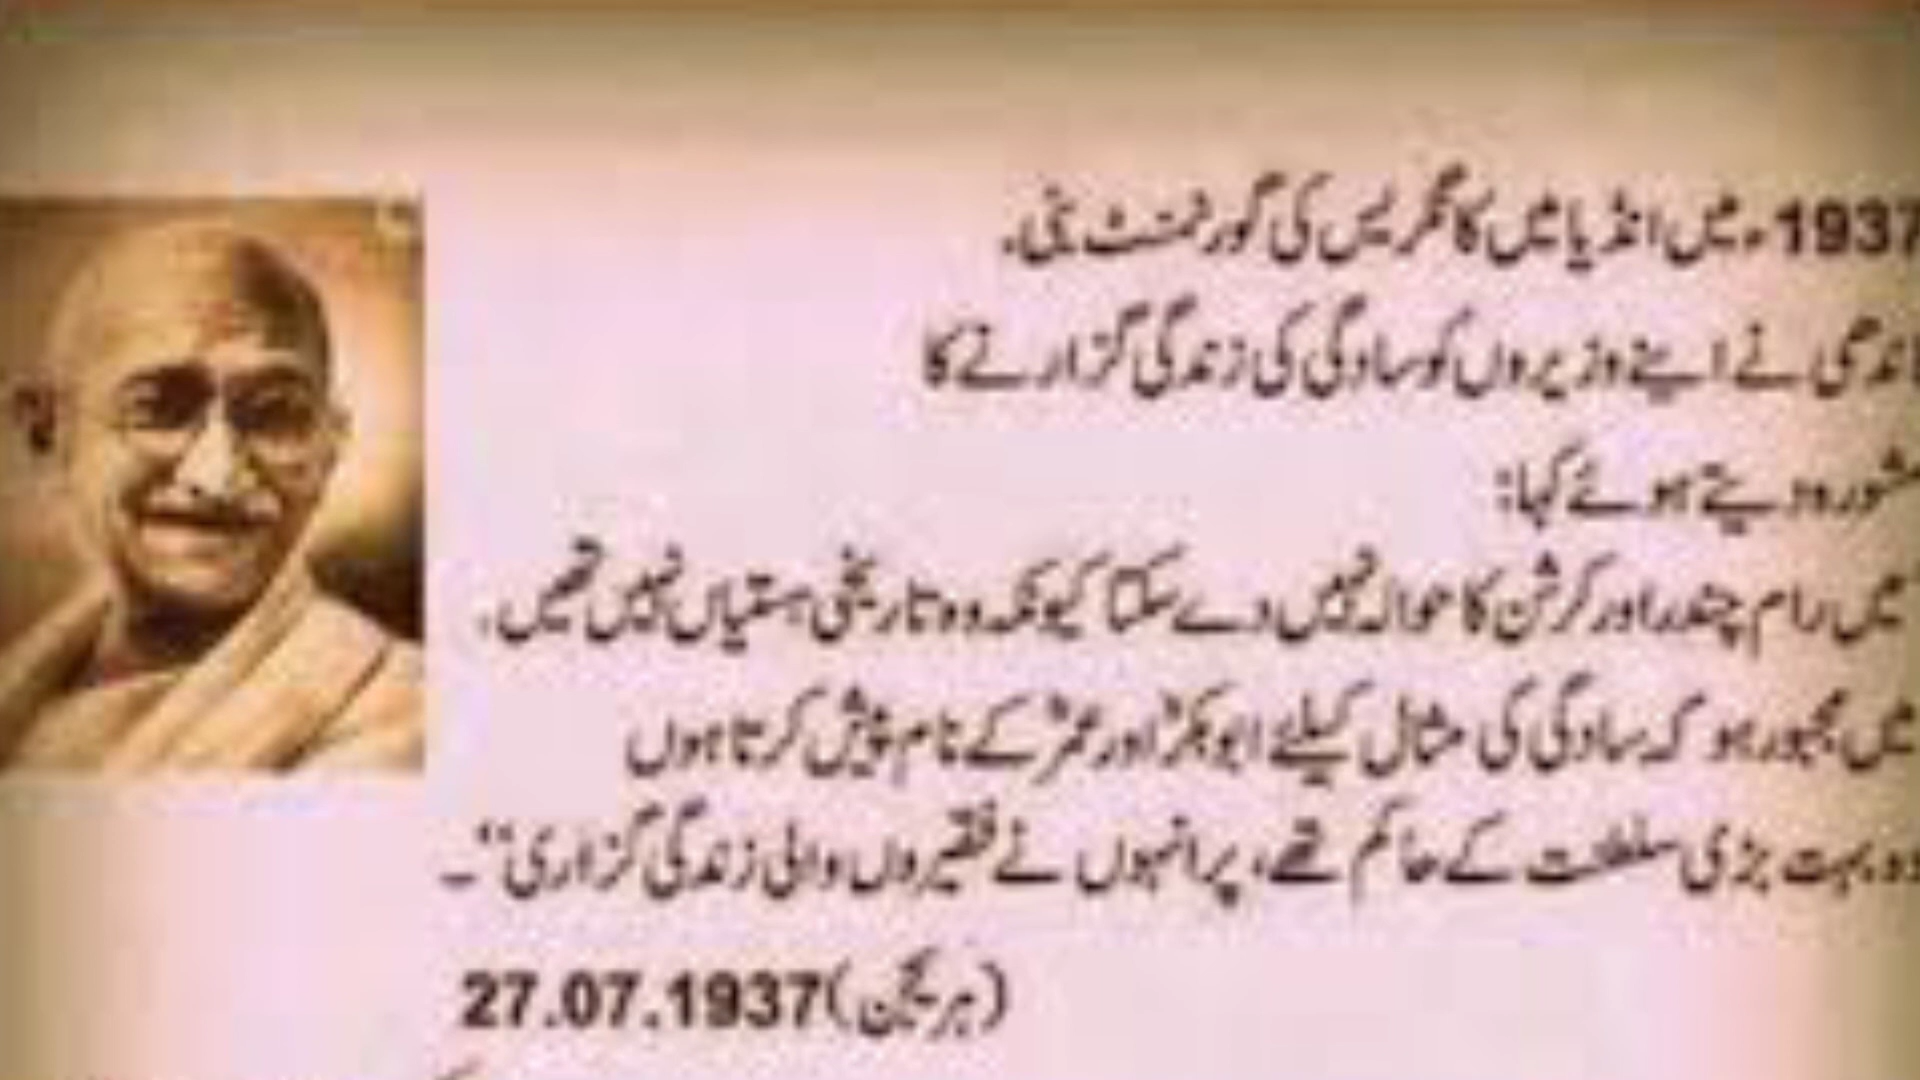 1937ء میں انڈیا میں کانگریس کی گورنمنٹ بنی۔
گاندھی نے اپنے وزیروں کو سادگی کی زندگی گزارنے کا
مشورہ دیتے ہوئے کہا:
میں رام چندر اور کرشن کا حوالہ نہیں دے سکتا کیونکہ وہ تاریخی ہستیاں نہیں تھیں۔
میں مجبور ہو کہ سادگی کی مثال کیلئے ابوبکرؓ اور عمرؓ کے نام پیش کرتا ہوں
وہ بہت بڑی سلطنت کے حاکم تھے، پر انہوں نے فقیروں والی زندگی گزاری“۔
(ہریجن) 27.07.1937